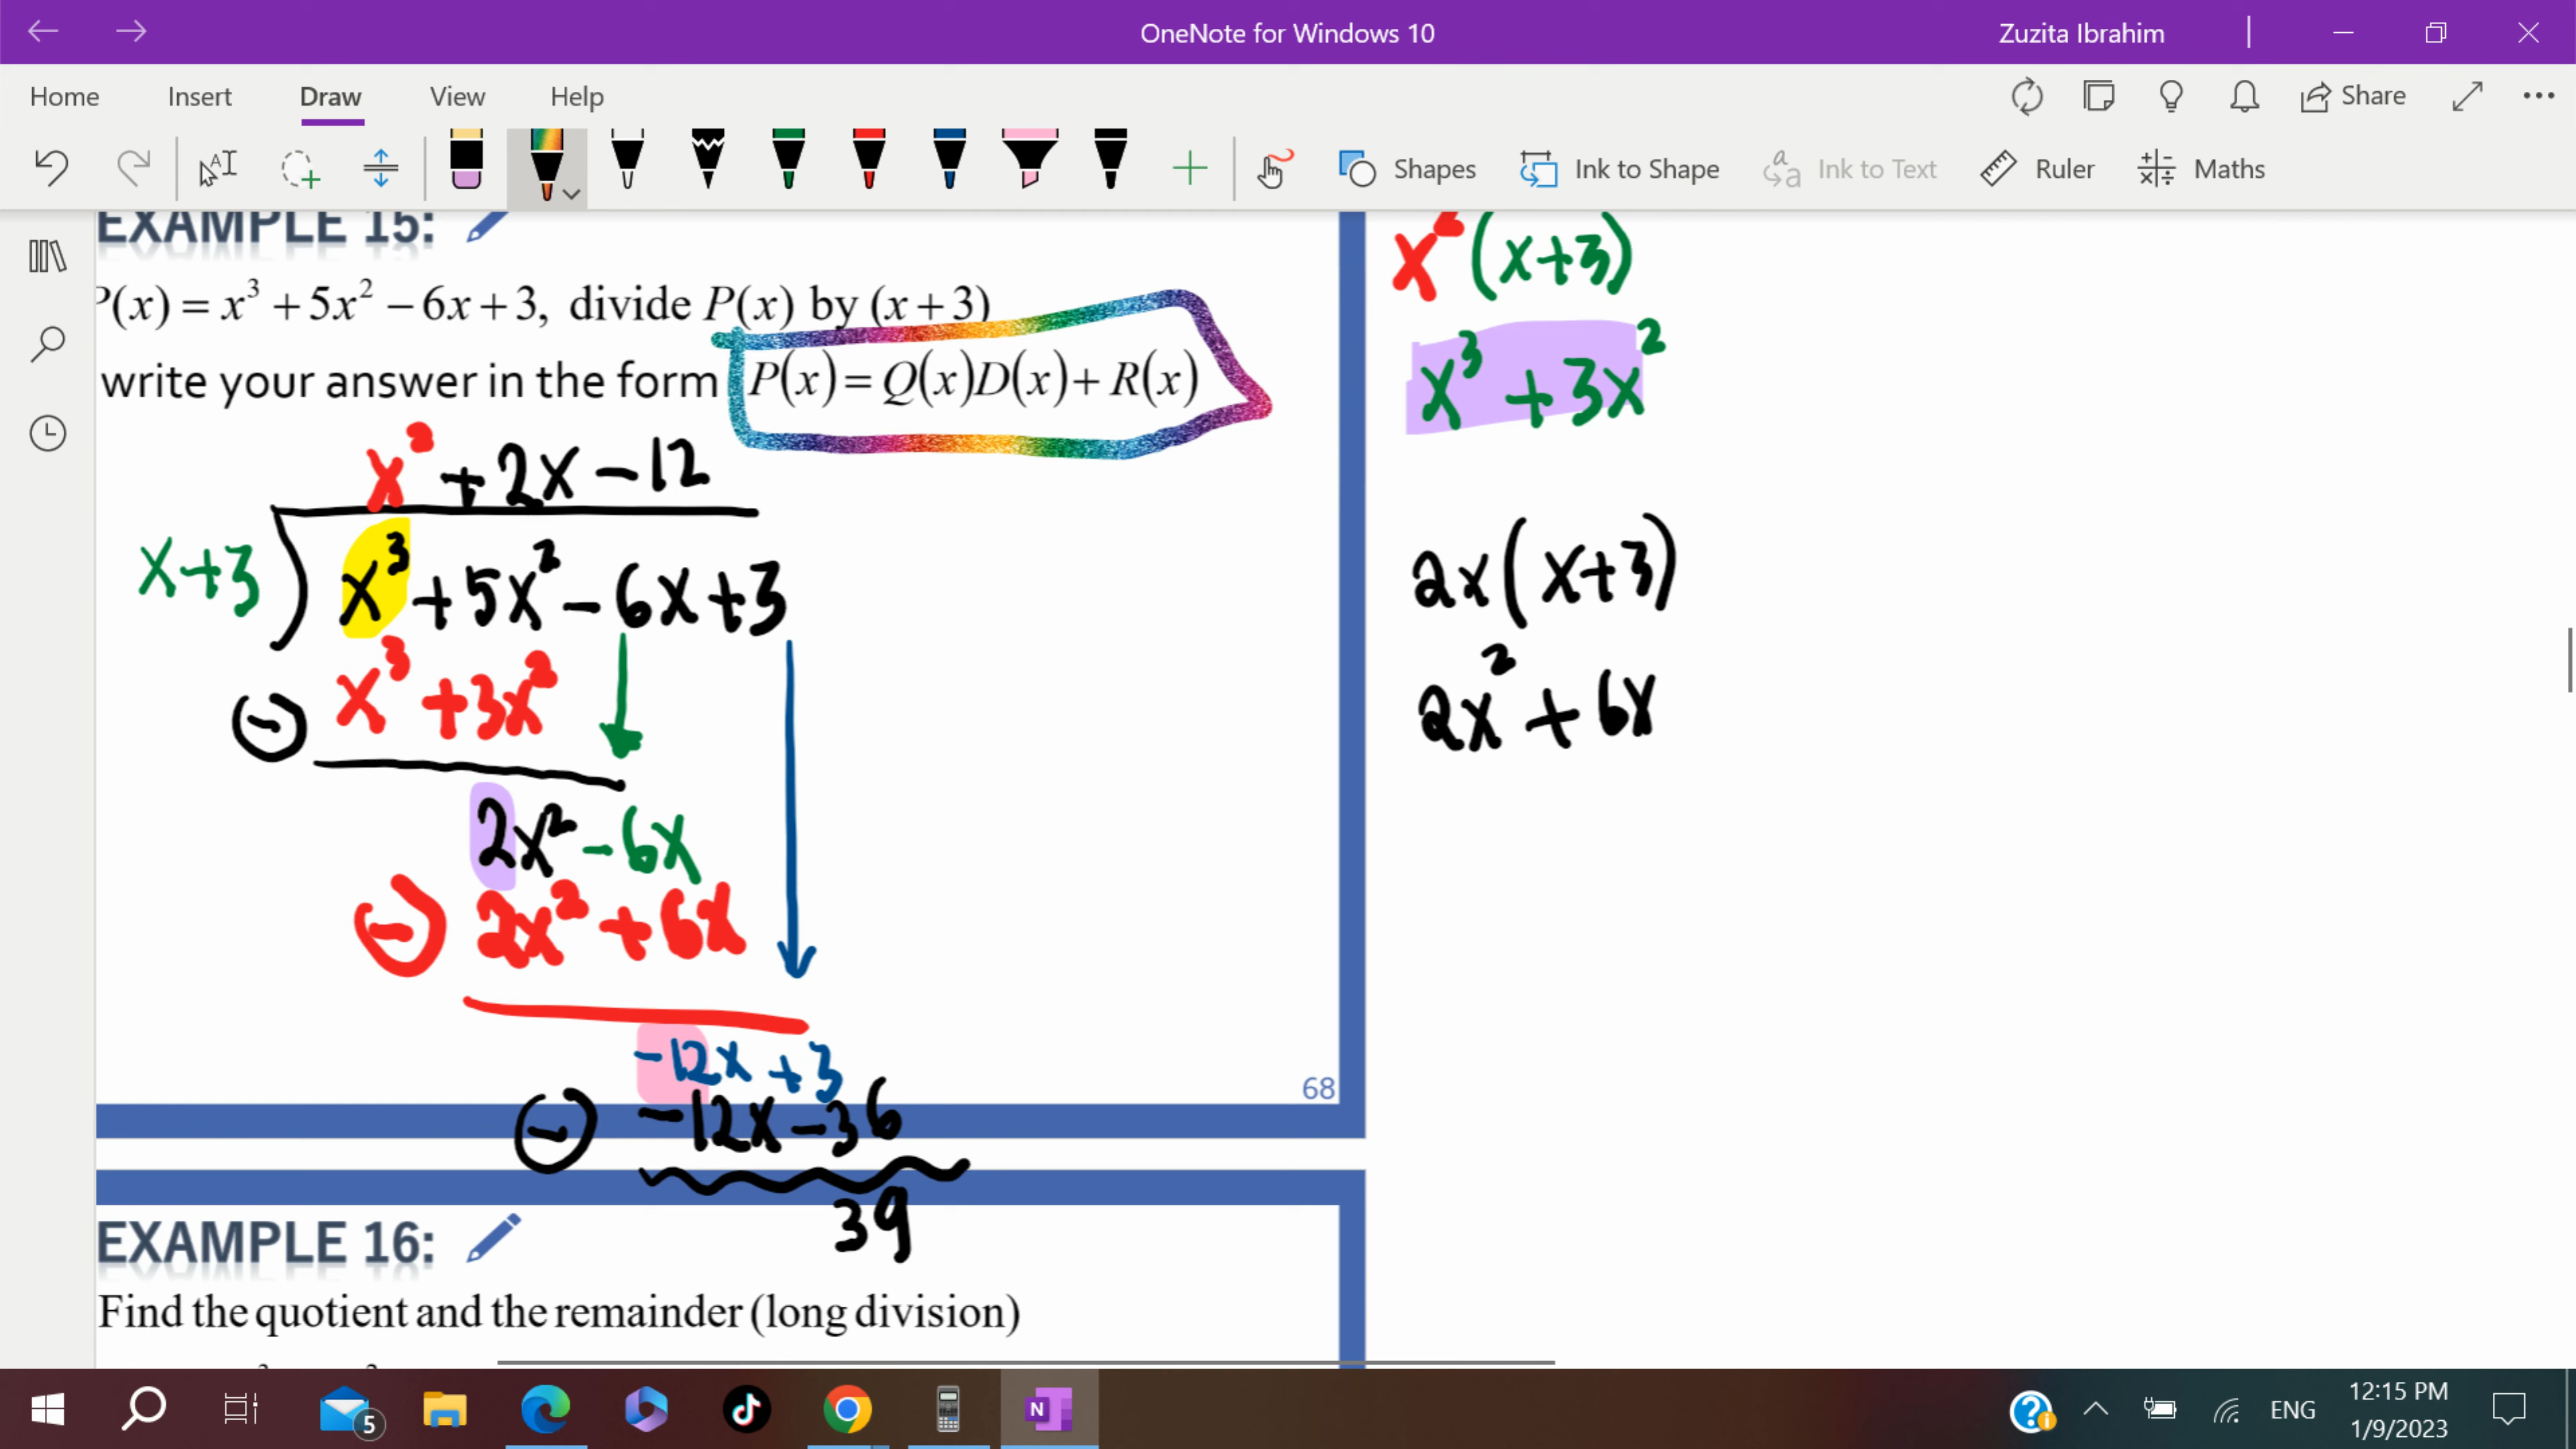 OneNote for Windows 10
Zuzita Ibrahim
Home Insert Draw View Help
Share
Shapes Ink to Shape Ink to Text Ruler Maths
EXAMPLE 15:
P(x) = x³ + 5x² − 6x + 3, divide P(x) by (x + 3)
write your answer in the form P(x) = Q(x)D(x) + R(x)
x² + 2x − 12
x+3 x³ + 5x² − 6x + 3
(−) x³ + 3x²
2x² − 6x
(−) 2x² + 6x
−12x + 3
(−) −12x − 36
39
68
x²(x+3)
x³ + 3x²
2x(x+3)
2x² + 6x
EXAMPLE 16:
Find the quotient and the remainder (long division)
5
N
ENG
12:15 PM
1/9/2023